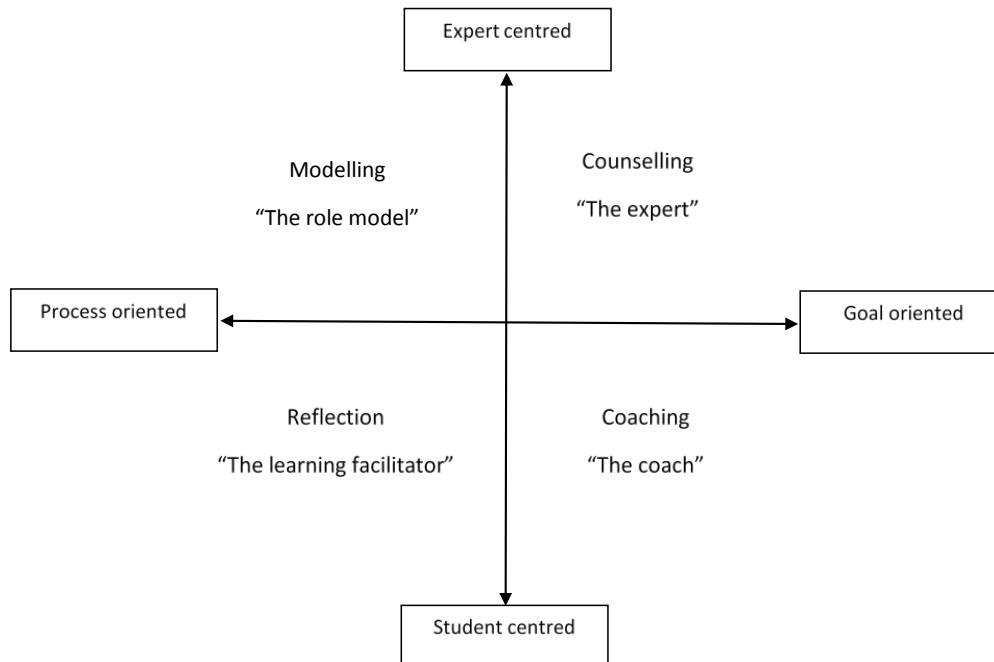 Expert centred
Modelling
“The role model”
Counselling
“The expert”
Process oriented
Goal oriented
Reflection
“The learning facilitator”
Coaching
“The coach”
Student centred